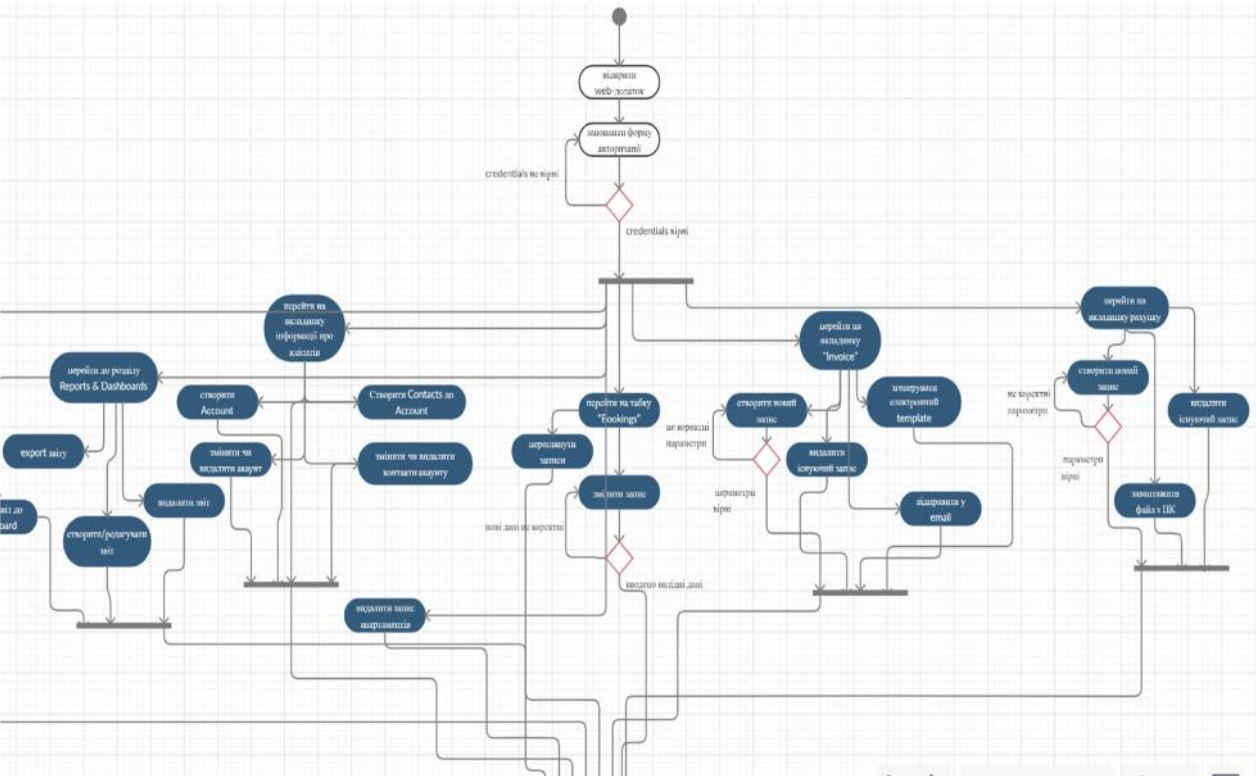 відкрити
web-додаток
заповнити форму
авторизації
credentials не вірні
credentials вірні
перейти на
вкладинку
інформації про
клієнтів
перейти до розділу
Reports & Dashboards
створити
Account
Створити Contacts до
Account
export звіту
змінити чи
видалити акаунт
змінити чи видалити
контакти акаунту
видалити звіт
звіт до
створити/редагувати
звіт
видалити запис
апартаментів
перейти на табку
"Bookings"
переглянути
записи
змінити запис
нові дані не коректні
введено валідні дані
перейти на
вкладинку
"Invoice"
створити новий
запис
не коректні
параметри
параметри
вірні
видалити
існуючий запис
згенерувати
електронний
template
відправити у
email
перейти на
вкладинку рахунку
створити новий
запис
не коректні
параметри
параметри
вірні
завантажити
файл з ПК
видалити
існуючий запис